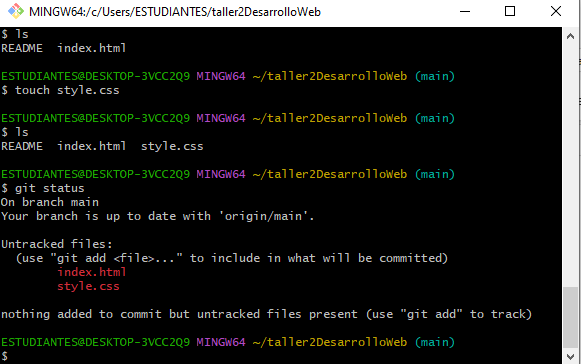 MINGW64:/c/Users/ESTUDIANTES/taller2DesarrolloWeb
$ ls
README  index.html
ESTUDIANTES@DESKTOP-3VCC2Q9 MINGW64 ~/taller2DesarrolloWeb (main)
$ touch style.css
ESTUDIANTES@DESKTOP-3VCC2Q9 MINGW64 ~/taller2DesarrolloWeb (main)
$ ls
README  index.html  style.css
ESTUDIANTES@DESKTOP-3VCC2Q9 MINGW64 ~/taller2DesarrolloWeb (main)
$ git status
On branch main
Your branch is up to date with 'origin/main'.
Untracked files:
  (use "git add <file>..." to include in what will be committed)
        index.html
        style.css
nothing added to commit but untracked files present (use "git add" to track)
ESTUDIANTES@DESKTOP-3VCC2Q9 MINGW64 ~/taller2DesarrolloWeb (main)
$